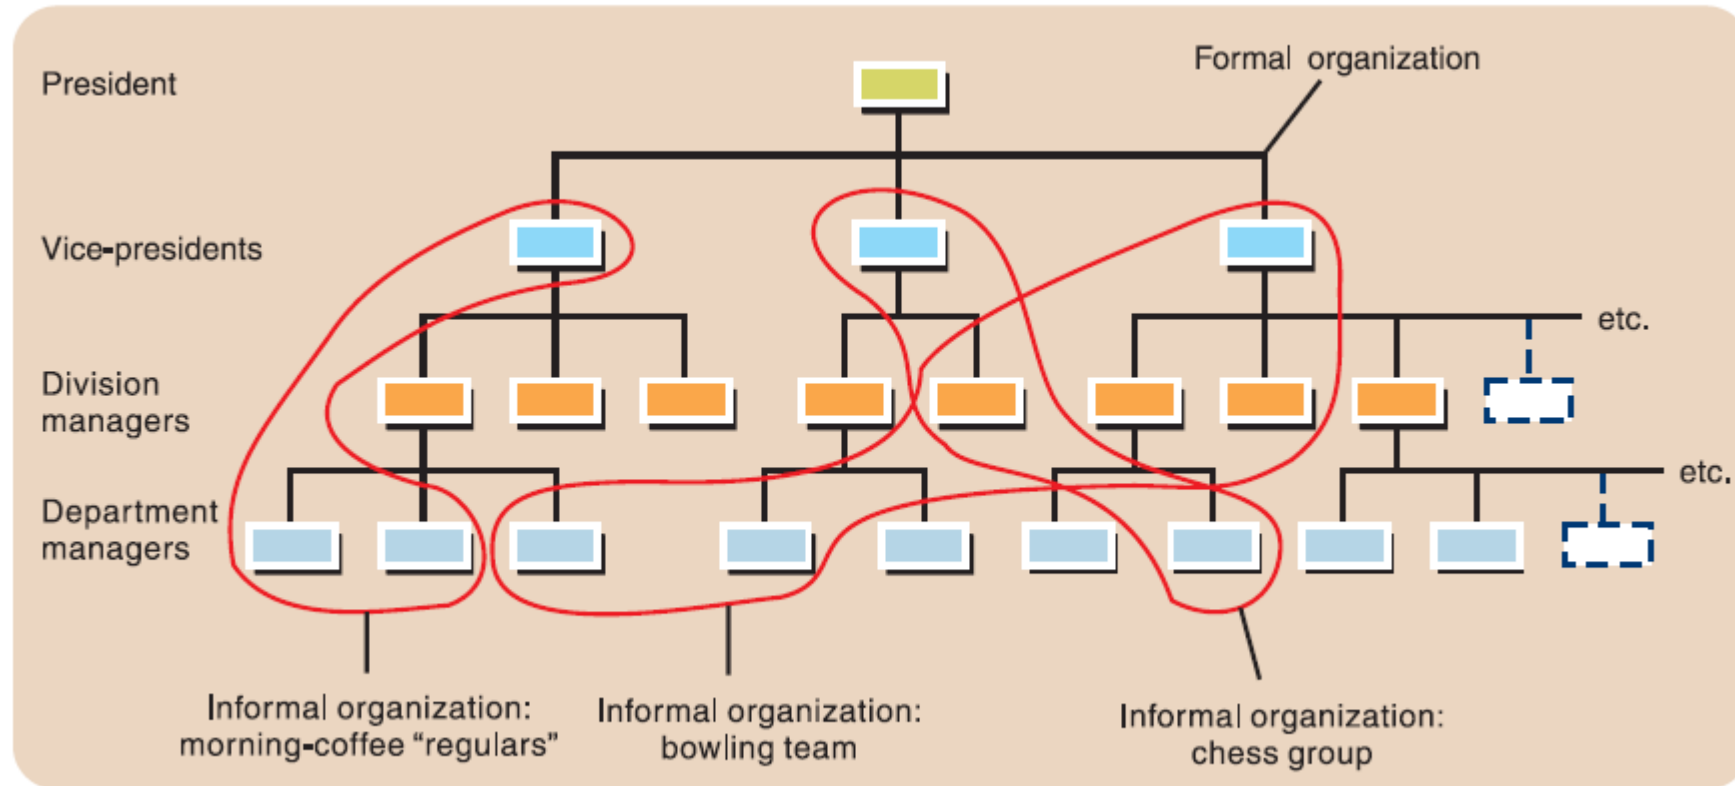 President
Formal organization
Vice-presidents
etc.
Division
managers
etc.
Department
managers
Informal organization:
morning-coffee “regulars”
Informal organization:
bowling team
Informal organization:
chess group